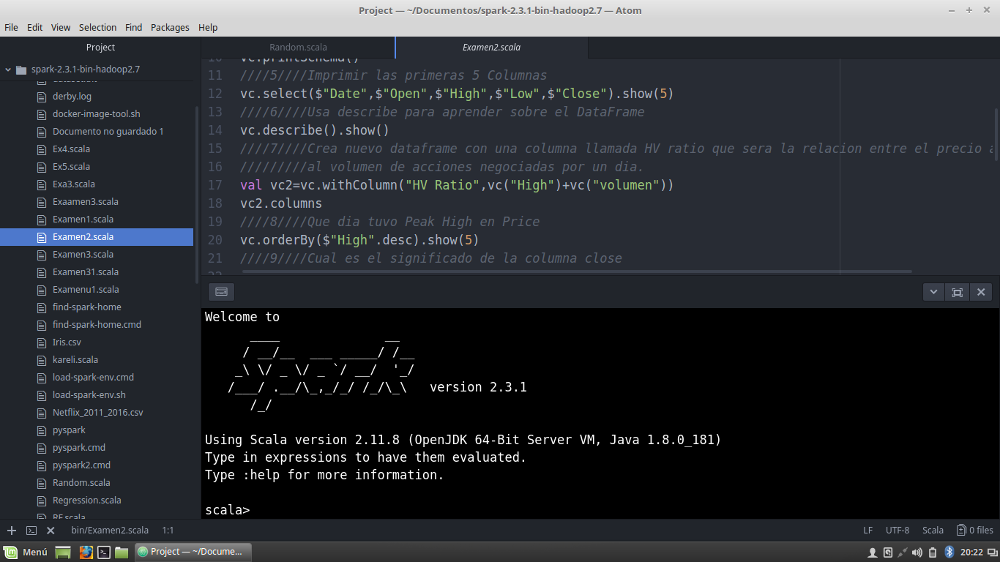 Project — ~/Documentos/spark-2.3.1-bin-hadoop2.7 — Atom
File Edit View Selection Find Packages Help
Project
spark-2.3.1-bin-hadoop2.7
derby.log
docker-image-tool.sh
Documento no guardado 1
Ex4.scala
Ex5.scala
Exa3.scala
Exaamen3.scala
Examen1.scala
Examen2.scala
Examen3.scala
Examen31.scala
Examenu1.scala
find-spark-home
find-spark-home.cmd
Iris.csv
kareli.scala
load-spark-env.cmd
load-spark-env.sh
Netflix_2011_2016.csv
pyspark
pyspark.cmd
pyspark2.cmd
Random.scala
Regression.scala
RF.scala
Random.scala
Examen2.scala
10 vc.printSchema()
11 ////5////Imprimir las primeras 5 Columnas
12 vc.select($"Date",$"Open",$"High",$"Low",$"Close").show(5)
13 ////6////Usa describe para aprender sobre el DataFrame
14 vc.describe().show()
15 ////7////Crea nuevo dataframe con una columna llamada HV ratio que sera la relacion entre el precio a
16 /////////al volumen de acciones negociadas por un dia.
17 val vc2=vc.withColumn("HV Ratio",vc("High")+vc("volumen"))
18 vc2.columns
19 ////8////Que dia tuvo Peak High en Price
20 vc.orderBy($"High".desc).show(5)
21 ////9////Cual es el significado de la columna close
Welcome to
      ____              __
     / __/__  ___ _____/ /__
    _\ \/ _ \/ _ `/ __/  '_/
   /___/ .__/\_,_/_/ /_/\_\   version 2.3.1
      /_/
Using Scala version 2.11.8 (OpenJDK 64-Bit Server VM, Java 1.8.0_181)
Type in expressions to have them evaluated.
Type :help for more information.
scala>
bin/Examen2.scala 1:1
LF UTF-8 Scala 0 files
Menú
Project — ~/Docume...
20:22